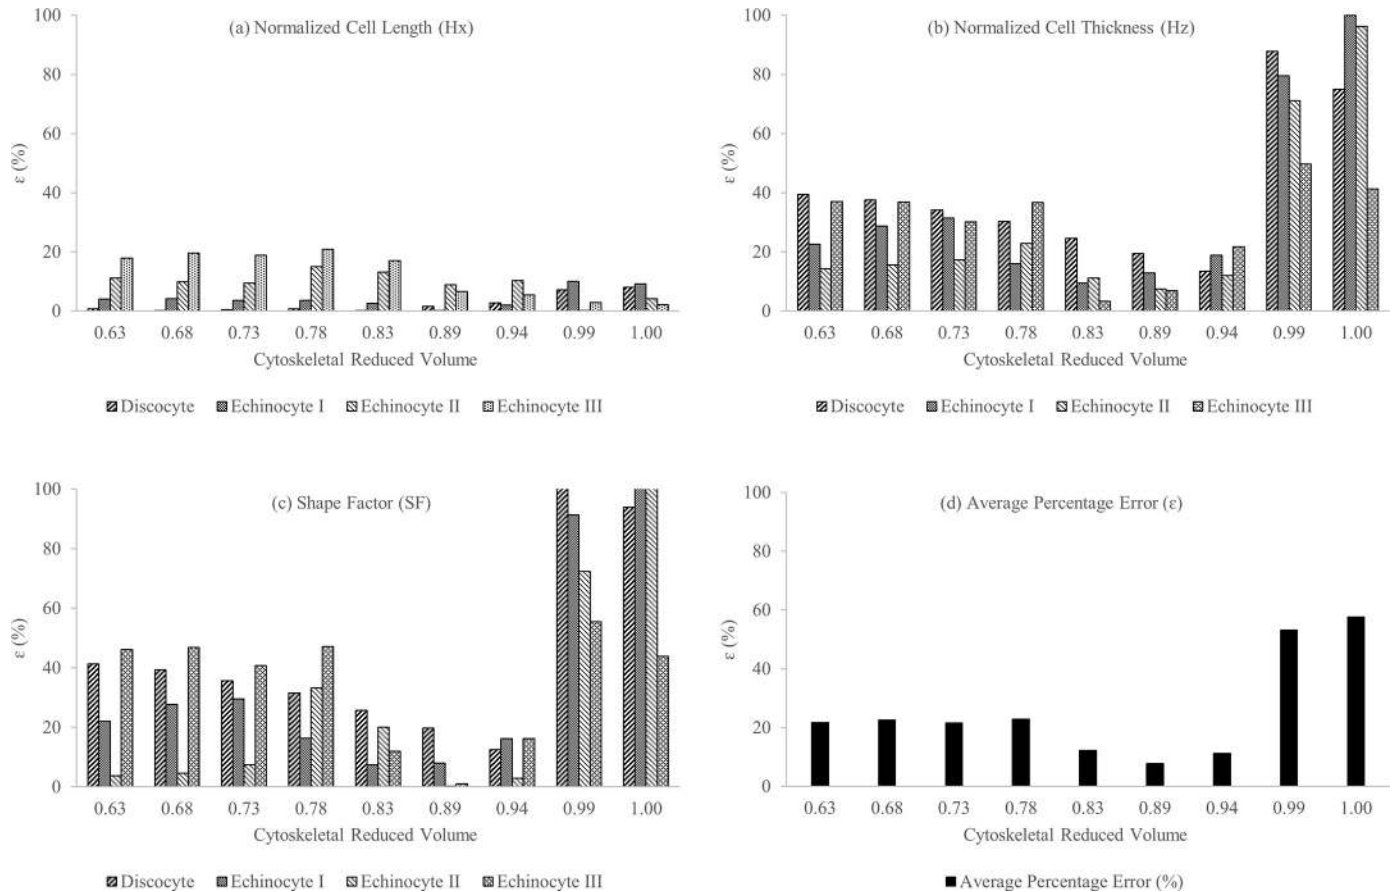 (a) Normalized Cell Length (Hx)
100
80
60
40
20
0
ε (%)
0.63 0.68 0.73 0.78 0.83 0.89 0.94 0.99 1.00
Cytoskeletal Reduced Volume
Discocyte Echinocyte I Echinocyte II Echinocyte III
(b) Normalized Cell Thickness (Hz)
100
80
60
40
20
0
ε (%)
0.63 0.68 0.73 0.78 0.83 0.89 0.94 0.99 1.00
Cytoskeletal Reduced Volume
Discocyte Echinocyte I Echinocyte II Echinocyte III
(c) Shape Factor (SF)
100
80
60
40
20
0
ε (%)
0.63 0.68 0.73 0.78 0.83 0.89 0.94 0.99 1.00
Cytoskeletal Reduced Volume
Discocyte Echinocyte I Echinocyte II Echinocyte III
(d) Average Percentage Error (ε)
100
80
60
40
20
0
ε (%)
0.63 0.68 0.73 0.78 0.83 0.89 0.94 0.99 1.00
Cytoskeletal Reduced Volume
Average Percentage Error (%)